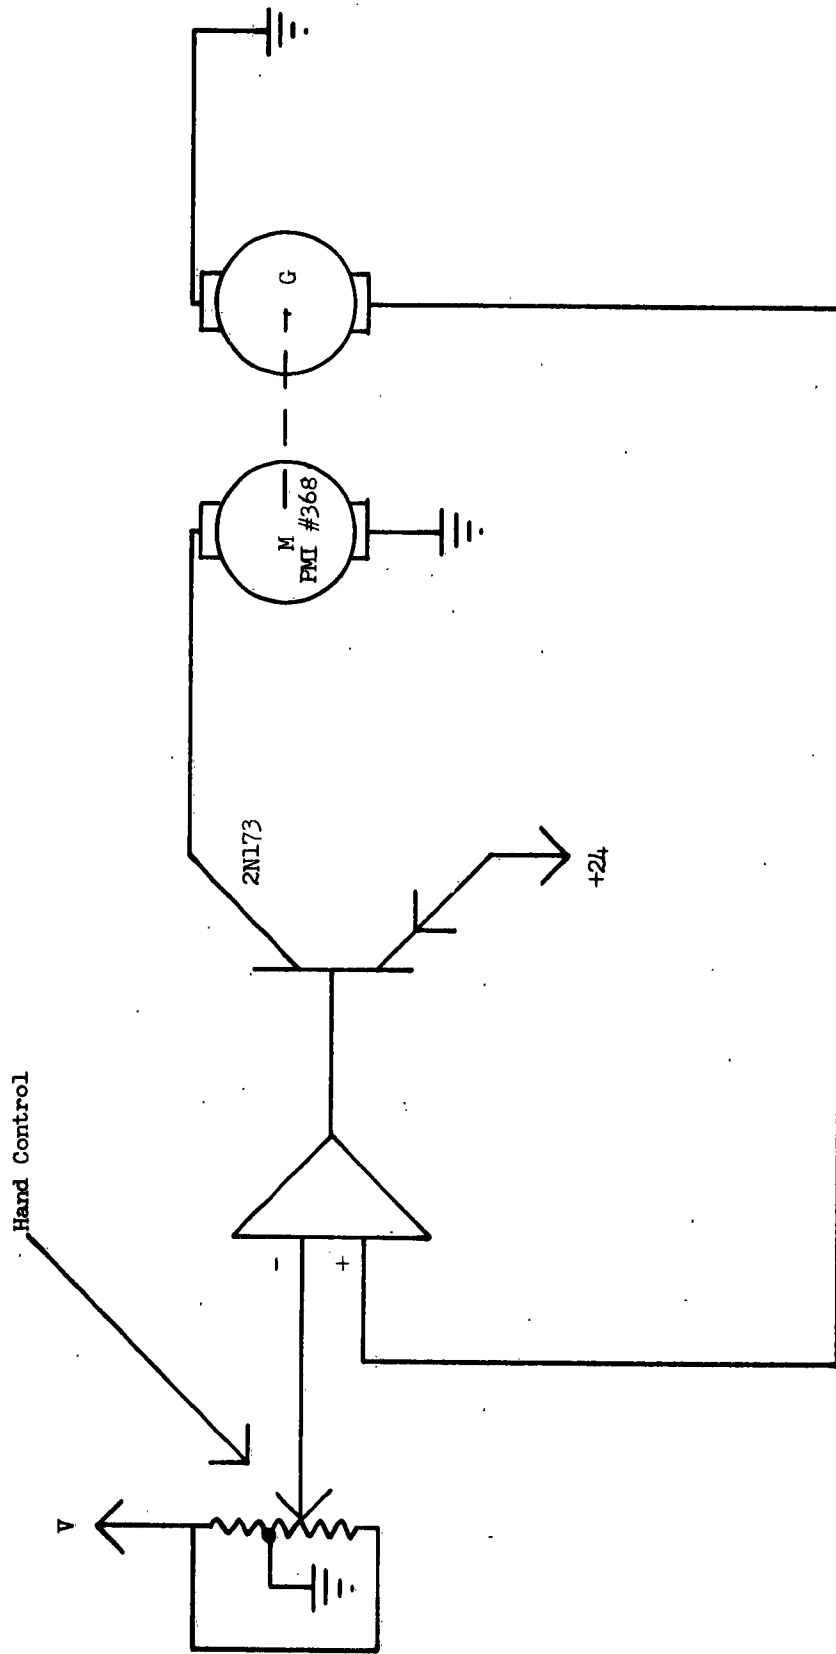 Hand Control
V
-
+
2N173
+24
M
PMI #368
G